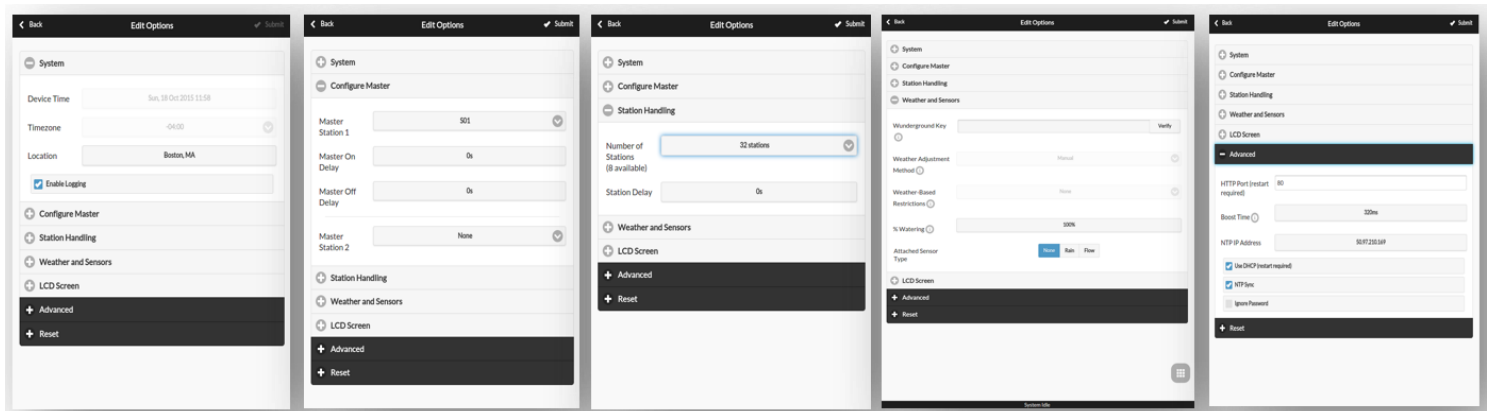 Back
Edit Options
Submit
System
Device Time
Sun, 18 Oct 2015 11:58
Timezone
-04:00
Location
Boston, MA
Enable Logging
Configure Master
Station Handling
Weather and Sensors
LCD Screen
Advanced
Reset
Back
Edit Options
Submit
System
Configure Master
Master
Station 1
S01
Master On
Delay
0s
Master Off
Delay
0s
Master
Station 2
None
Station Handling
Weather and Sensors
LCD Screen
Advanced
Reset
Back
Edit Options
Submit
System
Configure Master
Station Handling
Number of
Stations
(8 available)
32 stations
Station Delay
0s
Weather and Sensors
LCD Screen
Advanced
Reset
Back
Edit Options
Submit
System
Configure Master
Station Handling
Weather and Sensors
Wunderground Key
Verify
Weather Adjustment
Method
Manual
Weather-Based
Restrictions
None
% Watering
100%
Attached Sensor
Type
None Rain Flow
LCD Screen
Advanced
Reset
System Idle
Back
Edit Options
Submit
System
Configure Master
Station Handling
Weather and Sensors
LCD Screen
Advanced
HTTP Port (restart
required)
80
Boost Time
320ms
NTP IP Address
50.97.210.169
Use DHCP (restart required)
NTP Sync
Ignore Password
Reset